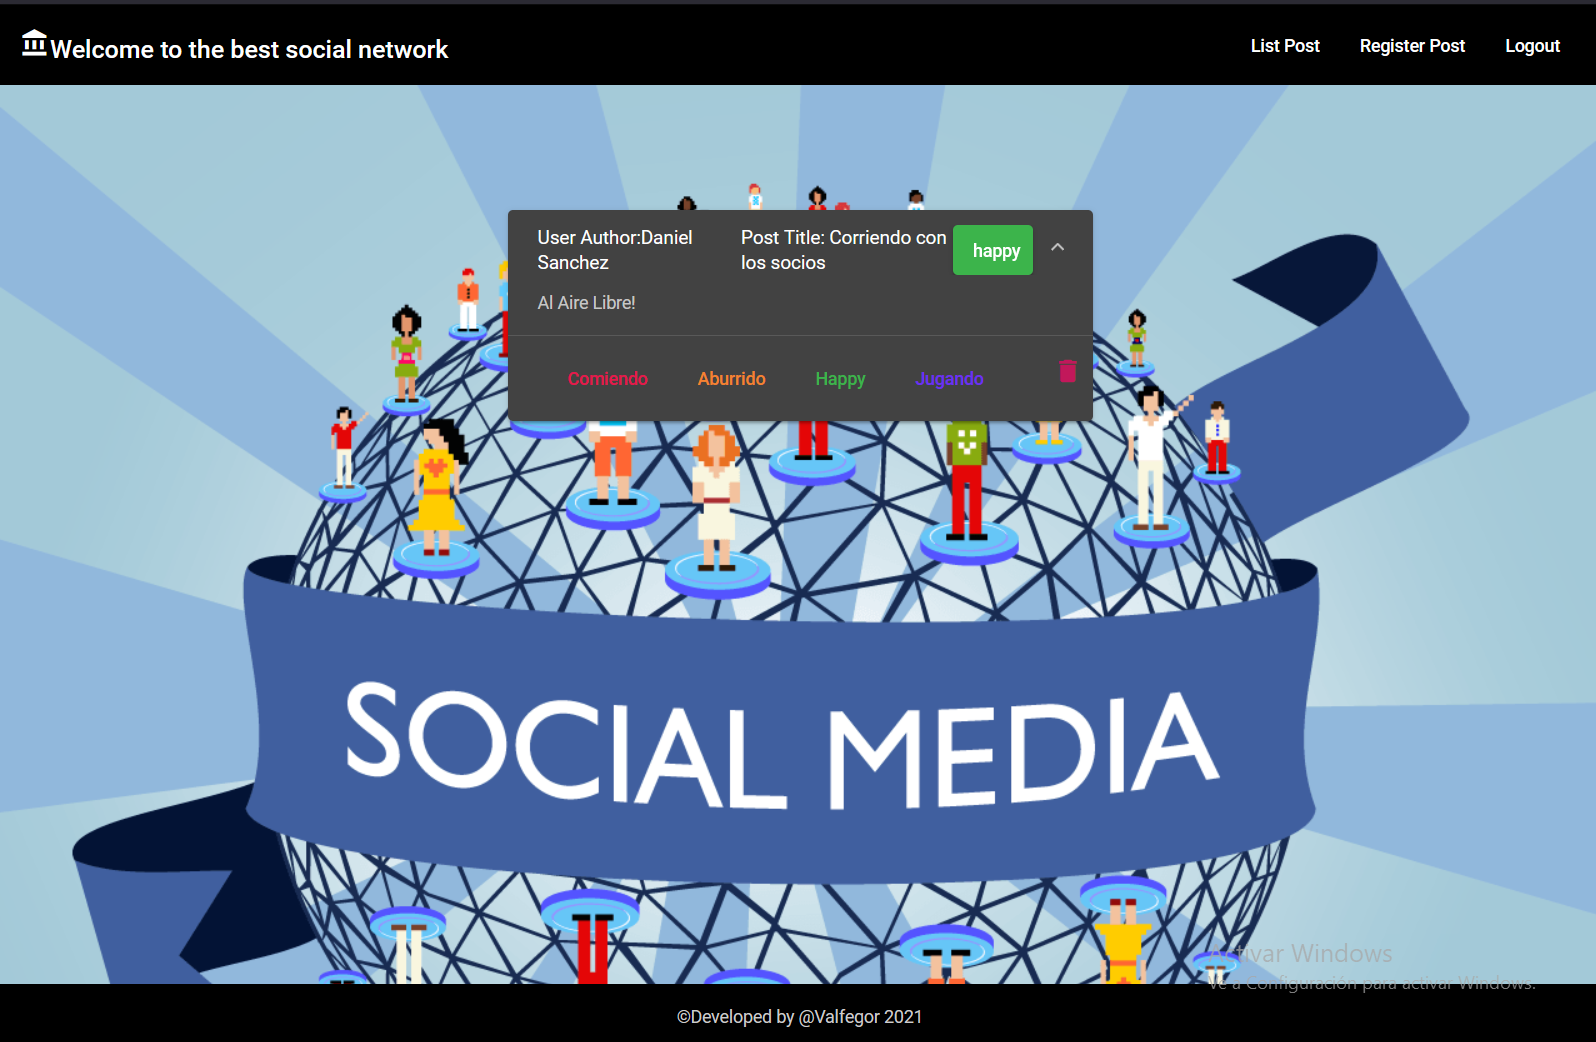 Welcome to the best social network
List Post
Register Post
Logout
User Author:Daniel
Sanchez
Post Title: Corriendo con
los socios
happy
Al Aire Libre!
Comiendo
Aburrido
Happy
Jugando
SOCIAL MEDIA
Activar Windows
Ve a Configuración para activar Windows.
©Developed by @Valfegor 2021